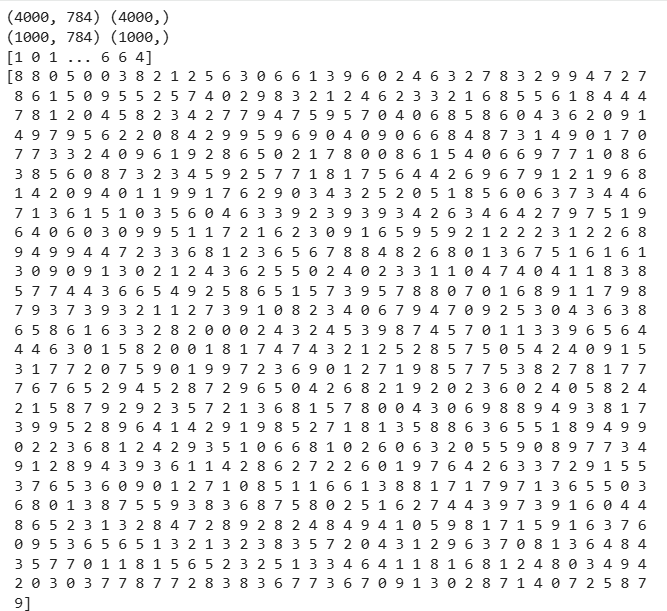 (4000, 784) (4000,)
(1000, 784) (1000,)
[1 0 1 ... 6 6 4]
[8 8 0 5 0 0 3 8 2 1 2 5 6 3 0 6 6 1 3 9 6 0 2 4 6 3 2 7 8 3 2 9 9 4 7 2 7
8 6 1 5 0 9 5 5 2 5 7 4 0 2 9 8 3 2 1 2 4 6 2 3 3 2 1 6 8 5 5 6 1 8 4 4 4
7 8 1 2 0 4 5 8 2 3 4 2 7 7 9 4 7 5 9 5 7 0 4 0 6 8 5 8 6 0 4 3 6 2 0 9 1
4 9 7 9 5 6 2 2 0 8 4 2 9 9 5 9 6 9 0 4 0 9 0 6 6 8 4 8 7 3 1 4 9 0 1 7 0
7 7 3 3 2 4 0 9 6 1 9 2 8 6 5 0 2 1 7 8 0 0 8 6 1 5 4 0 6 6 9 7 7 1 0 8 6
3 8 5 6 0 8 7 3 2 3 4 5 9 2 5 7 7 1 8 1 7 5 6 4 4 2 6 9 6 7 9 1 2 1 9 6 8
1 4 2 0 9 4 0 1 1 9 9 1 7 6 2 9 0 3 4 3 2 5 2 0 5 1 8 5 6 0 6 3 7 3 4 4 6
7 1 3 6 1 5 1 0 3 5 6 0 4 6 3 3 9 2 3 9 3 9 3 4 2 6 3 4 6 4 2 7 9 7 5 1 9
6 4 0 6 0 3 0 9 9 5 1 1 7 2 1 6 2 3 0 9 1 6 5 9 5 9 2 1 2 2 2 3 1 2 2 6 8
9 4 9 9 4 4 7 2 3 3 6 8 1 2 3 6 5 6 7 8 8 4 8 2 6 8 0 1 3 6 7 5 1 6 1 6 1
3 0 9 0 9 1 3 0 2 1 2 4 3 6 2 5 5 0 2 4 0 2 3 3 1 1 0 4 7 4 0 4 1 1 8 3 8
5 7 7 4 4 3 6 6 5 4 9 2 5 8 6 5 1 5 7 3 9 5 7 8 8 0 7 0 1 6 8 9 1 1 7 9 8
7 9 3 7 3 9 3 2 1 1 2 7 3 9 1 0 8 2 3 4 0 6 7 9 4 7 0 9 2 5 3 0 4 3 6 3 8
6 5 8 6 1 6 3 3 2 8 2 0 0 0 2 4 3 2 4 5 3 9 8 7 4 5 7 0 1 1 3 3 9 6 5 6 4
4 4 6 3 0 1 5 8 2 0 0 1 8 1 7 4 7 4 3 2 1 2 5 2 8 5 7 5 0 5 4 2 4 0 9 1 5
3 1 7 7 2 0 7 5 9 0 1 9 9 7 2 3 6 9 0 1 2 7 1 9 8 5 7 7 5 3 8 2 7 8 1 7 7
7 6 7 6 5 2 9 4 5 2 8 7 2 9 6 5 0 4 2 6 8 2 1 9 2 0 2 3 6 0 2 4 0 5 8 2 4
2 1 5 8 7 9 2 9 2 3 5 7 2 1 3 6 8 1 5 7 8 0 0 4 3 0 6 9 8 8 9 4 9 3 8 1 7
3 9 9 5 2 8 9 6 4 1 4 2 9 1 9 8 5 2 7 1 8 1 3 5 8 8 6 3 6 5 5 1 8 9 4 9 9
0 2 2 3 6 8 1 2 4 2 9 3 5 1 0 6 6 8 1 0 2 6 0 6 3 2 0 5 5 9 0 8 9 7 7 3 4
9 1 2 8 9 4 3 9 3 6 1 1 4 2 8 6 2 7 2 2 6 0 1 9 7 6 4 2 6 3 3 7 2 9 1 5 5
3 7 6 5 3 6 0 9 0 1 2 7 1 0 8 5 1 1 6 6 1 3 8 8 1 7 1 7 9 7 1 3 6 5 5 0 3
6 8 0 1 3 8 7 5 5 9 3 8 3 6 8 7 5 8 0 2 5 1 6 2 7 4 4 3 9 7 3 9 1 6 0 4 4
8 6 5 2 3 1 3 2 8 4 7 2 8 9 2 8 2 4 8 4 9 4 1 0 5 9 8 1 7 1 5 9 1 6 3 7 6
0 9 5 3 6 5 6 5 1 3 2 1 3 2 3 8 3 5 7 2 0 4 3 1 2 9 6 3 7 0 8 1 3 6 4 8 4
3 5 7 7 0 1 1 8 1 5 6 5 2 3 2 5 1 3 3 4 6 4 1 1 8 1 6 8 1 2 4 8 0 3 4 9 4
2 0 3 0 3 7 7 8 7 7 2 8 3 8 3 6 7 7 3 6 7 0 9 1 3 0 2 8 7 1 4 0 7 2 5 8 7
9]